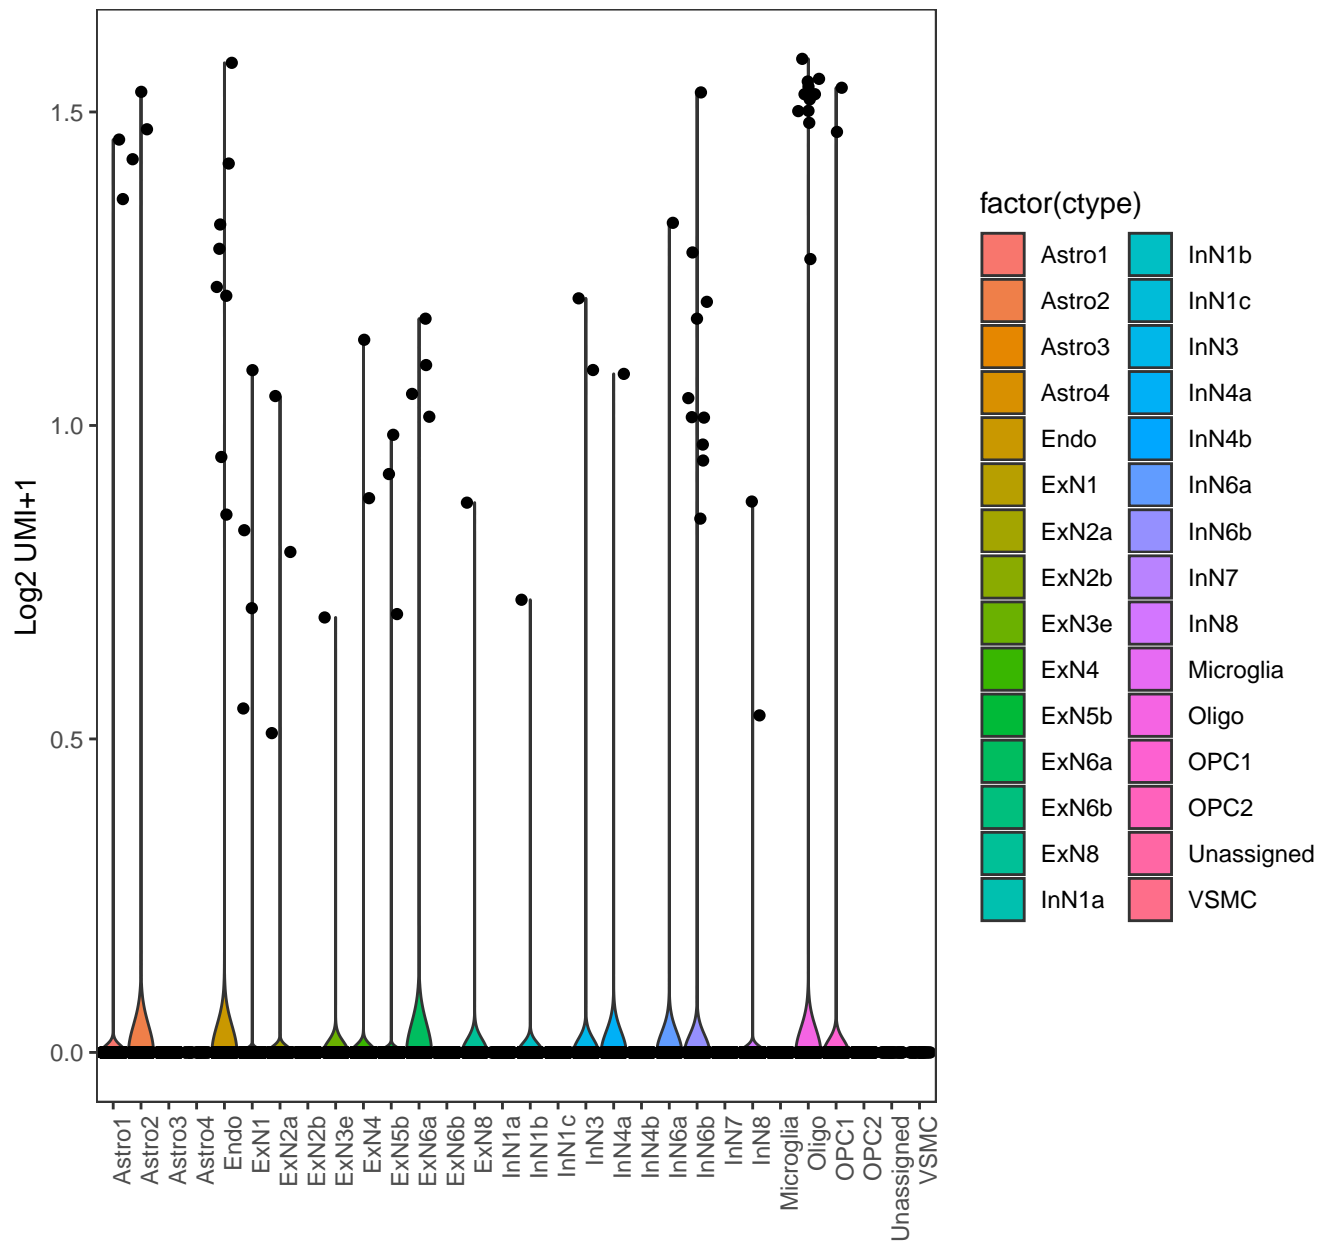 Log2 UMI+1
1.5
1.0
0.5
0.0
Astro1
Astro2
Astro3
Astro4
Endo
ExN1
ExN2a
ExN2b
ExN3e
ExN4
ExN5b
ExN6a
ExN6b
ExN8
InN1a
InN1b
InN1c
InN3
InN4a
InN4b
InN6a
InN6b
InN7
InN8
Microglia
Oligo
OPC1
OPC2
Unassigned
VSMC
factor(ctype)
Astro1
Astro2
Astro3
Astro4
Endo
ExN1
ExN2a
ExN2b
ExN3e
ExN4
ExN5b
ExN6a
ExN6b
ExN8
InN1a
InN1b
InN1c
InN3
InN4a
InN4b
InN6a
InN6b
InN7
InN8
Microglia
Oligo
OPC1
OPC2
Unassigned
VSMC